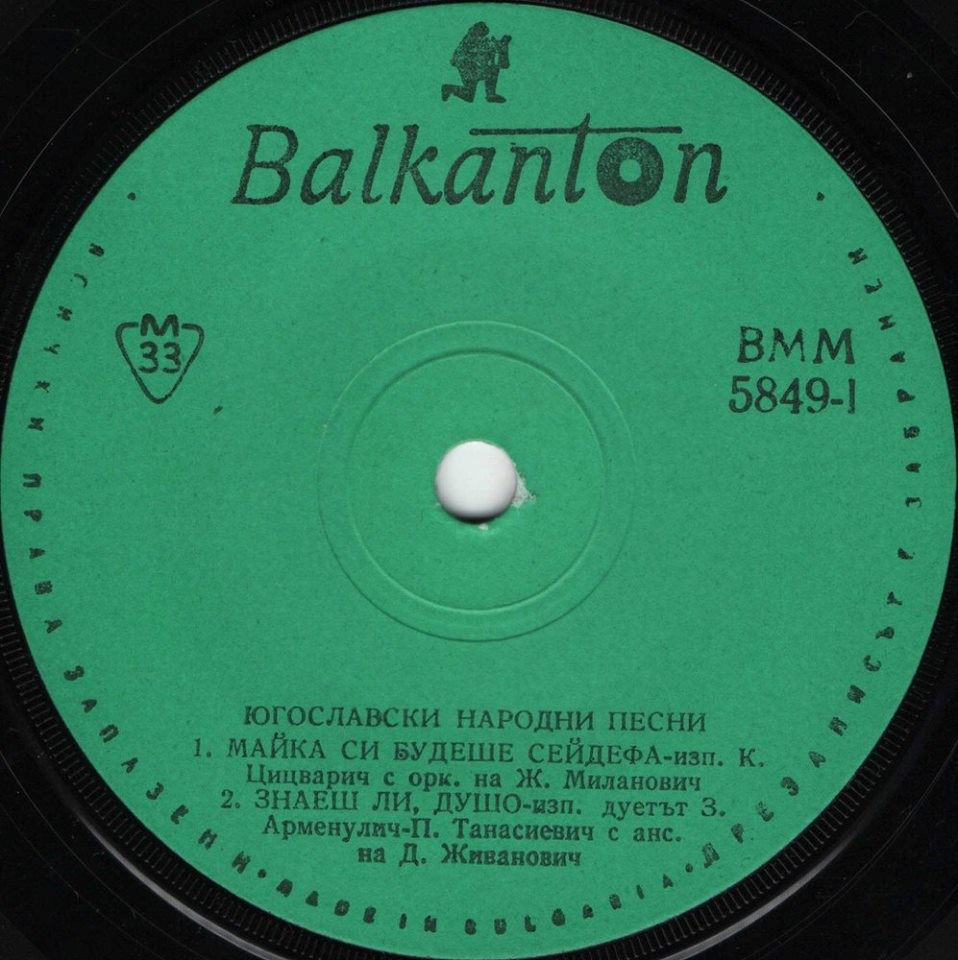 Balkanton
M
33
ВММ
5849-I
ЮГОСЛАВСКИ НАРОДНИ ПЕСНИ
1. МАЙКА СИ БУДЕШЕ СЕЙДЕФА-изп. К.
Цицварич с орк. на Ж. Миланович
2. ЗНАЕШ ЛИ, ДУШО-изп. дуетът З.
Арменулич-П. Танасиевич с анс.
на Д. Живанович
ВСИЧКИ ПРАВА ЗАПАЗЕНИ · MADE IN BULGARIA · ПРЕЗАПИСЪТ Е ЗАБРАНЕН